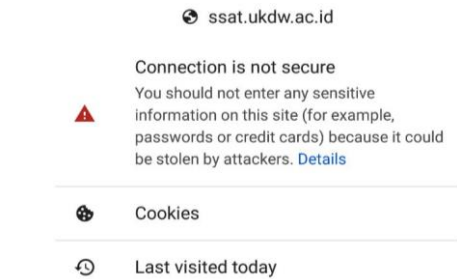 ssat.ukdw.ac.id
Connection is not secure
You should not enter any sensitive
information on this site (for example,
passwords or credit cards) because it could
be stolen by attackers. Details
Cookies
Last visited today